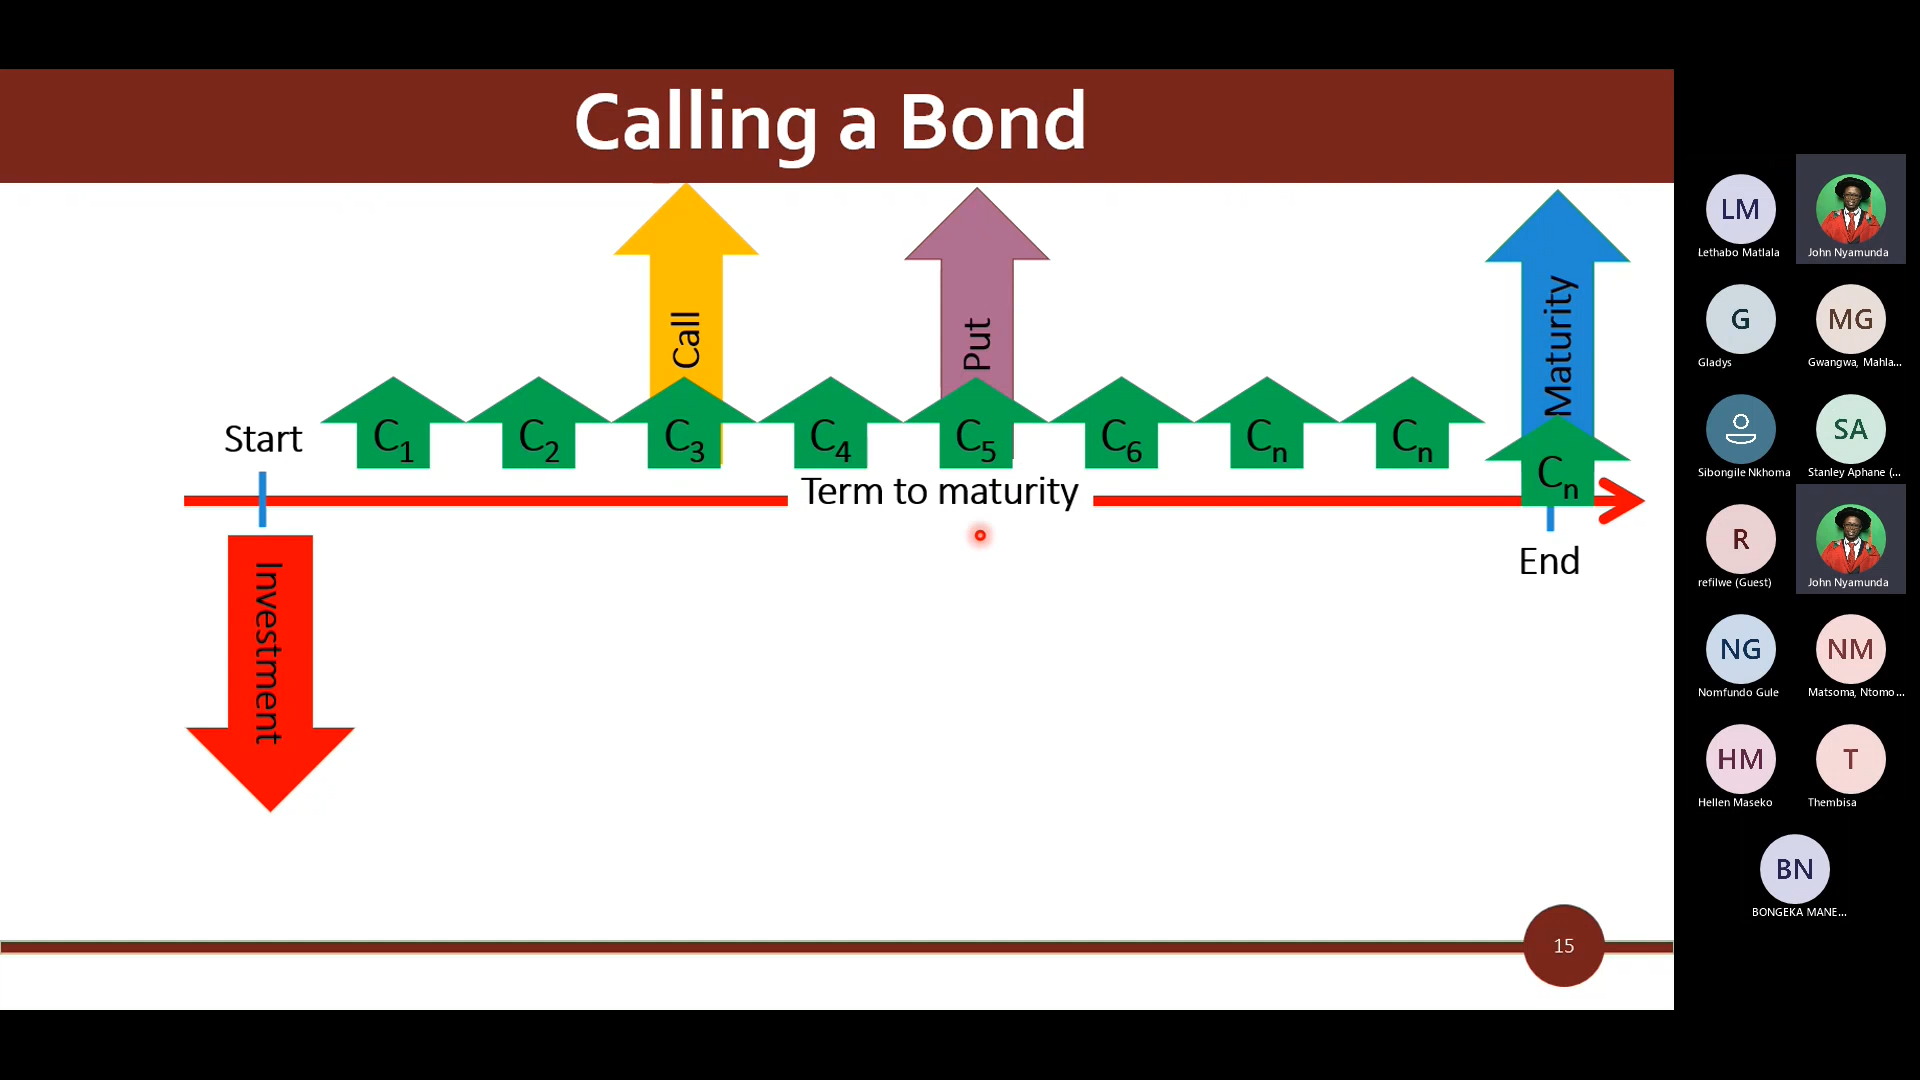 Calling a Bond
Call
Put
Maturity
Start
C1
C2
C3
C4
C5
C6
Cn
Cn
Cn
Term to maturity
End
Investment
15
LM
Lethabo Matlala
John Nyamunda
G
Gladys
MG
Gwangwa, Mahla...
Sibongile Nkhoma
SA
Stanley Aphane (...
R
refilwe (Guest)
John Nyamunda
NG
Nomfundo Gule
NM
Matsoma, Ntomo...
HM
Hellen Maseko
T
Thembisa
BN
BONGEKA MANE...